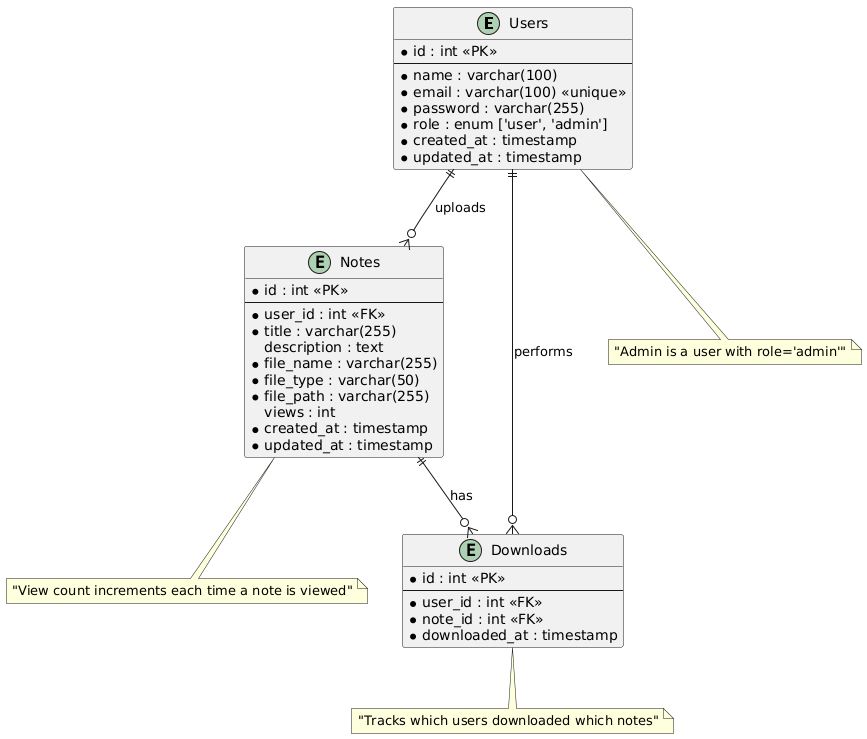 E Users
* id : int «PK»
* name : varchar(100)
* email : varchar(100) «unique»
* password : varchar(255)
* role : enum ['user', 'admin']
* created_at : timestamp
* updated_at : timestamp
uploads
E Notes
* id : int «PK»
* user_id : int «FK»
* title : varchar(255)
description : text
* file_name : varchar(255)
* file_type : varchar(50)
* file_path : varchar(255)
views : int
* created_at : timestamp
* updated_at : timestamp
performs
"Admin is a user with role='admin'"
has
"View count increments each time a note is viewed"
E Downloads
* id : int «PK»
* user_id : int «FK»
* note_id : int «FK»
* downloaded_at : timestamp
"Tracks which users downloaded which notes"